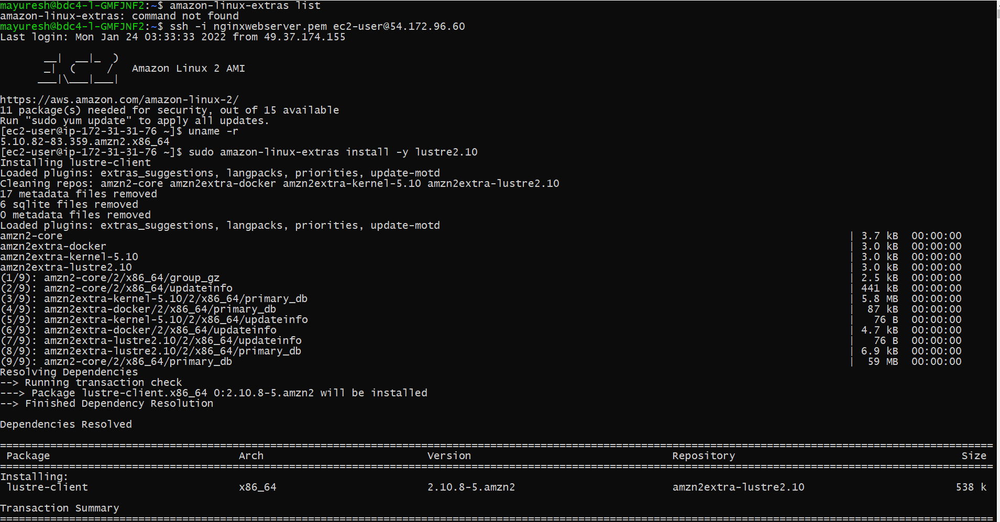 mayuresh@bdc4-l-GMFJNF2:~$ amazon-linux-extras list
amazon-linux-extras: command not found
mayuresh@bdc4-l-GMFJNF2:~$ ssh -i nginxwebserver.pem ec2-user@54.172.96.60
Last login: Mon Jan 24 03:33:33 2022 from 49.37.174.155

       __|  __|_  )
       _|  (     /   Amazon Linux 2 AMI
      ___|\___|___|

https://aws.amazon.com/amazon-linux-2/
11 package(s) needed for security, out of 15 available
Run "sudo yum update" to apply all updates.
[ec2-user@ip-172-31-31-76 ~]$ uname -r
5.10.82-83.359.amzn2.x86_64
[ec2-user@ip-172-31-31-76 ~]$ sudo amazon-linux-extras install -y lustre2.10
Installing lustre-client
Loaded plugins: extras_suggestions, langpacks, priorities, update-motd
Cleaning repos: amzn2-core amzn2extra-docker amzn2extra-kernel-5.10 amzn2extra-lustre2.10
17 metadata files removed
6 sqlite files removed
0 metadata files removed
Loaded plugins: extras_suggestions, langpacks, priorities, update-motd
amzn2-core | 3.7 kB 00:00:00
amzn2extra-docker | 3.0 kB 00:00:00
amzn2extra-kernel-5.10 | 3.0 kB 00:00:00
amzn2extra-lustre2.10 | 3.0 kB 00:00:00
(1/9): amzn2-core/2/x86_64/group_gz | 2.5 kB 00:00:00
(2/9): amzn2-core/2/x86_64/updateinfo | 441 kB 00:00:00
(3/9): amzn2extra-kernel-5.10/2/x86_64/primary_db | 5.8 MB 00:00:00
(4/9): amzn2extra-docker/2/x86_64/primary_db | 87 kB 00:00:00
(5/9): amzn2extra-kernel-5.10/2/x86_64/updateinfo | 76 B 00:00:00
(6/9): amzn2extra-docker/2/x86_64/updateinfo | 4.7 kB 00:00:00
(7/9): amzn2extra-lustre2.10/2/x86_64/updateinfo | 76 B 00:00:00
(8/9): amzn2extra-lustre2.10/2/x86_64/primary_db | 6.9 kB 00:00:00
(9/9): amzn2-core/2/x86_64/primary_db | 59 MB 00:00:00
Resolving Dependencies
--> Running transaction check
---> Package lustre-client.x86_64 0:2.10.8-5.amzn2 will be installed
--> Finished Dependency Resolution

Dependencies Resolved

================================================================================
 Package Arch Version Repository Size
================================================================================
Installing:
 lustre-client x86_64 2.10.8-5.amzn2 amzn2extra-lustre2.10 538 k

Transaction Summary
================================================================================